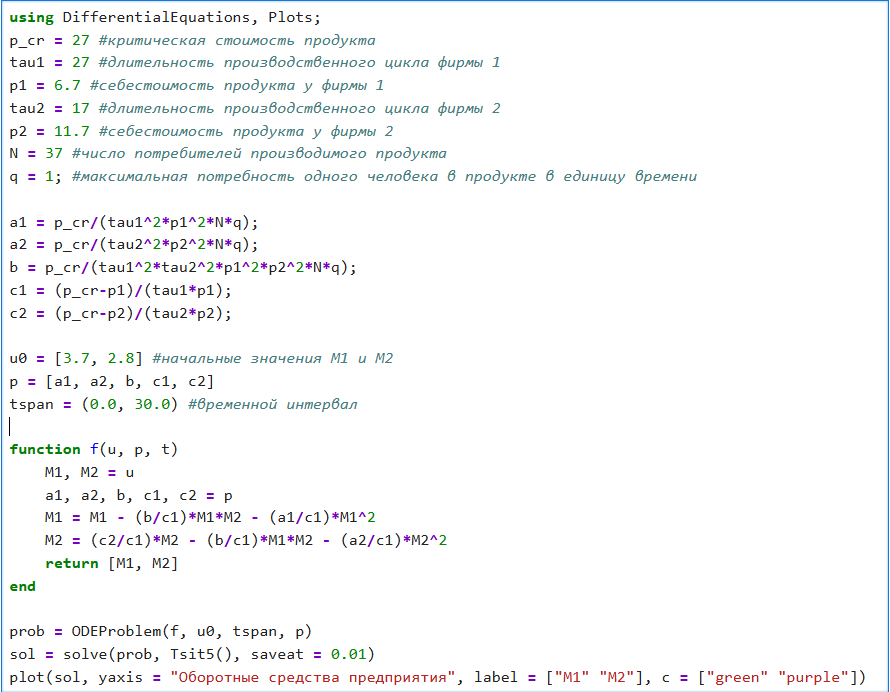 using DifferentialEquations, Plots;
p_cr = 27 #критическая стоимость продукта
tau1 = 27 #длительность производственного цикла фирмы 1
p1 = 6.7 #себестоимость продукта у фирмы 1
tau2 = 17 #длительность производственного цикла фирмы 2
p2 = 11.7 #себестоимость продукта у фирмы 2
N = 37 #число потребителей производимого продукта
q = 1; #максимальная потребность одного человека в продукте в единицу времени

a1 = p_cr/(tau1^2*p1^2*N*q);
a2 = p_cr/(tau2^2*p2^2*N*q);
b = p_cr/(tau1^2*tau2^2*p1^2*p2^2*N*q);
c1 = (p_cr-p1)/(tau1*p1);
c2 = (p_cr-p2)/(tau2*p2);

u0 = [3.7, 2.8] #начальные значения M1 и M2
p = [a1, a2, b, c1, c2]
tspan = (0.0, 30.0) #временной интервал

function f(u, p, t)
    M1, M2 = u
    a1, a2, b, c1, c2 = p
    M1 = M1 - (b/c1)*M1*M2 - (a1/c1)*M1^2
    M2 = (c2/c1)*M2 - (b/c1)*M1*M2 - (a2/c1)*M2^2
    return [M1, M2]
end

prob = ODEProblem(f, u0, tspan, p)
sol = solve(prob, Tsit5(), saveat = 0.01)
plot(sol, yaxis = "Оборотные средства предприятия", label = ["M1" "M2"], c = ["green" "purple"])